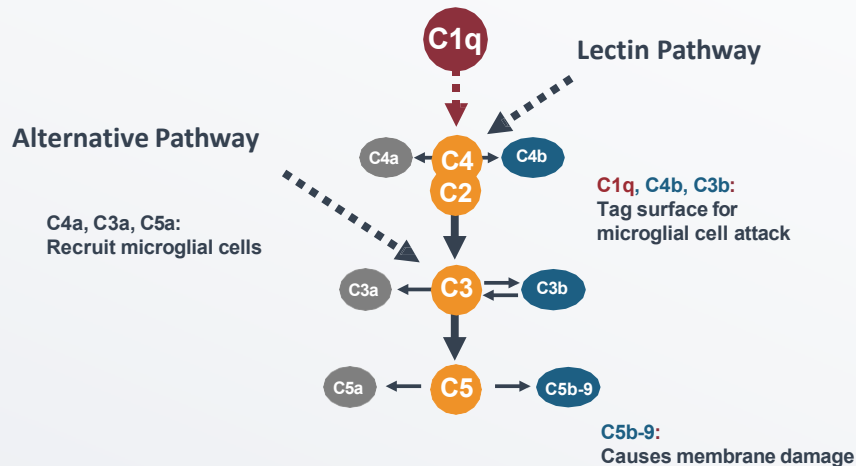 C1q
Lectin Pathway
Alternative Pathway
C4a
C4
C4b
C2
C1q, C4b, C3b:
Tag surface for
microglial cell attack
C4a, C3a, C5a:
Recruit microglial cells
C3a
C3
C3b
C5a
C5
C5b-9
C5b-9:
Causes membrane damage